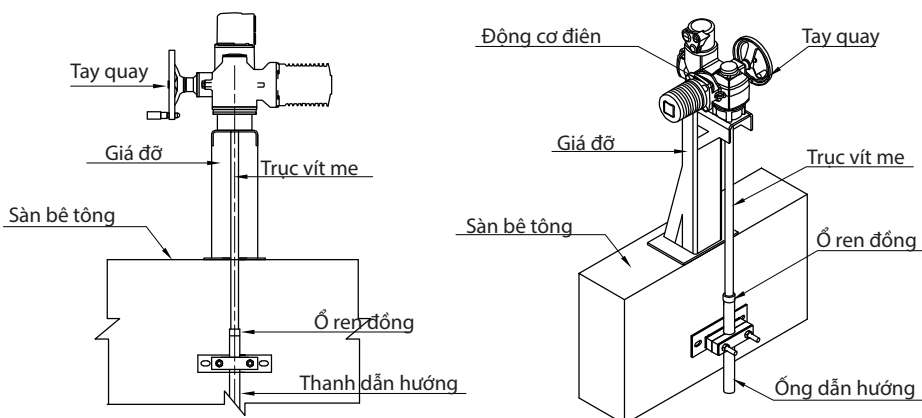 Tay quay
Giá đỡ
Trục vít me
Sàn bê tông
Ổ ren đồng
Thanh dẫn hướng
Động cơ điên
Tay quay
Giá đỡ
Trục vít me
Sàn bê tông
Ổ ren đồng
Ống dẫn hướng